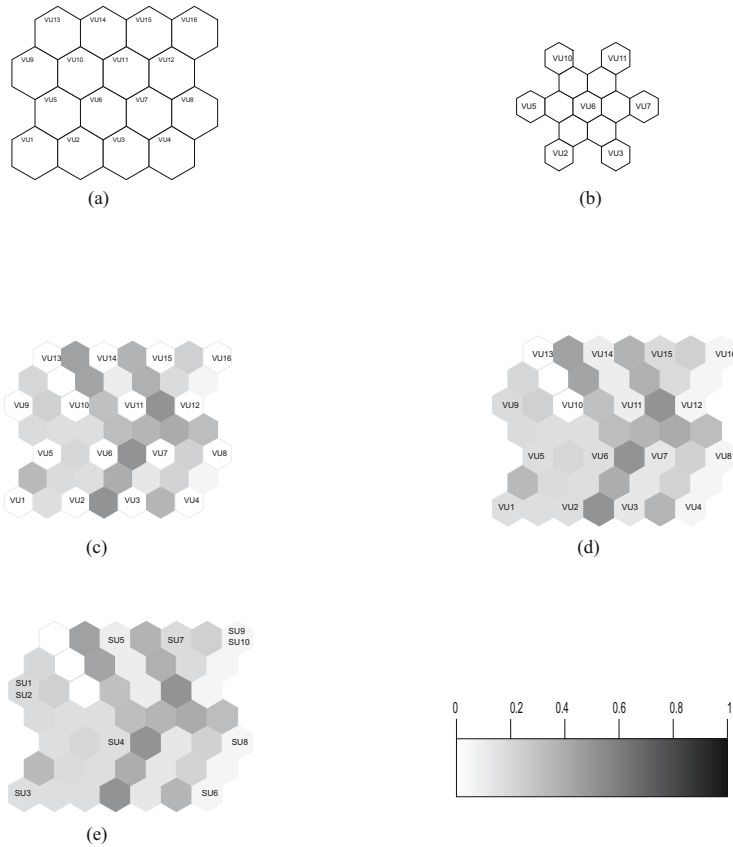 VU13 VU14 VU15 VU16
VU9 VU10 VU11 VU12
VU5 VU6 VU7 VU8
VU1 VU2 VU3 VU4
(a)
VU10 VU11
VU5 VU6 VU7
VU2 VU3
(b)
VU13 VU14 VU15 VU16
VU9 VU10 VU11 VU12
VU5 VU6 VU7 VU8
VU1 VU2 VU3 VU4
(c)
VU13 VU14 VU15 VU16
VU9 VU10 VU11 VU12
VU5 VU6 VU7 VU8
VU1 VU2 VU3 VU4
(d)
SU5 SU7 SU9
SU10
SU1
SU2
SU4 SU8
SU3 SU6
(e)
0 0.2 0.4 0.6 0.8 1